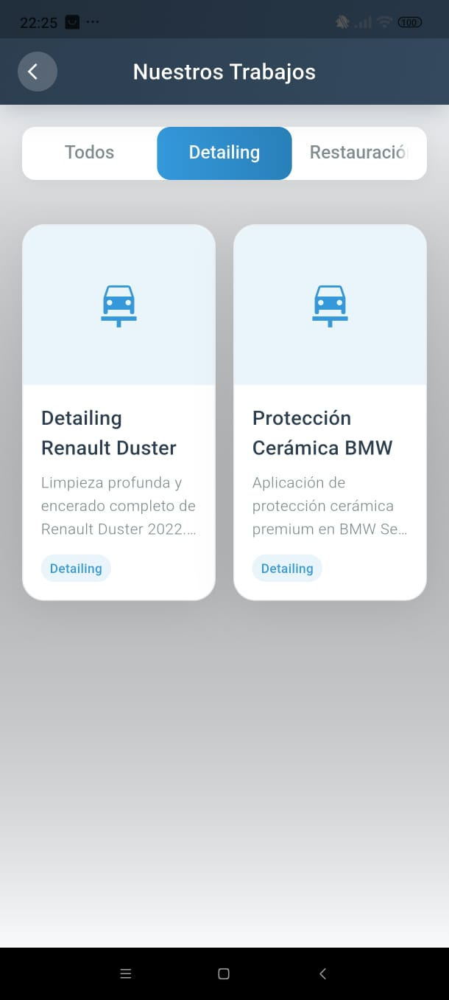 22:25
100
Nuestros Trabajos
Todos
Detailing
Restauració
Detailing
Renault Duster
Limpieza profunda y
encerado completo de
Renault Duster 2022....
Detailing
Protección
Cerámica BMW
Aplicación de
protección cerámica
premium en BMW Se...
Detailing